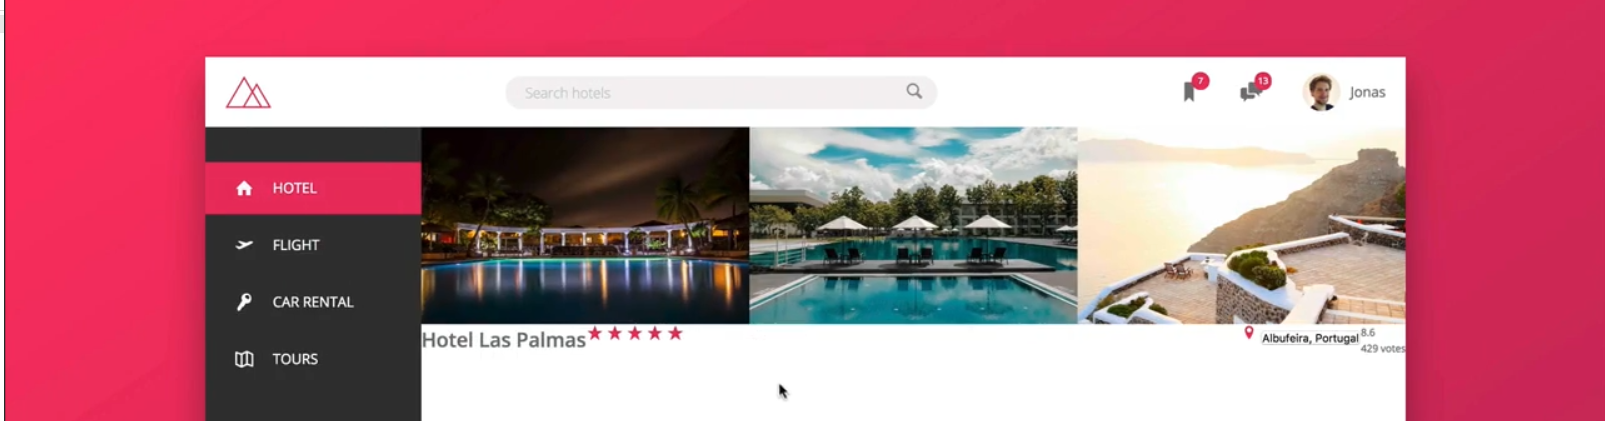 Search hotels
7
13
Jonas
HOTEL
FLIGHT
CAR RENTAL
TOURS
Hotel Las Palmas
Albufeira, Portugal
8.6
429 votes